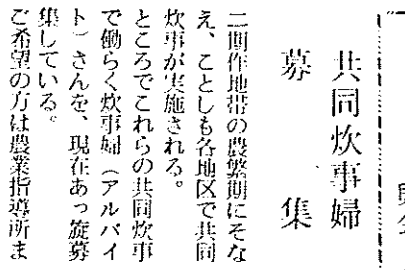 共同炊事婦
募集
二期作地帯の農繁期にそな
え、ことしも各地区で共同
炊事が実施される。
ところでこれらの共同炊事
で働らく炊事婦（アルバイ
ト）さんを、現在あっ旋募
集している。
ご希望の方は農業指導所ま